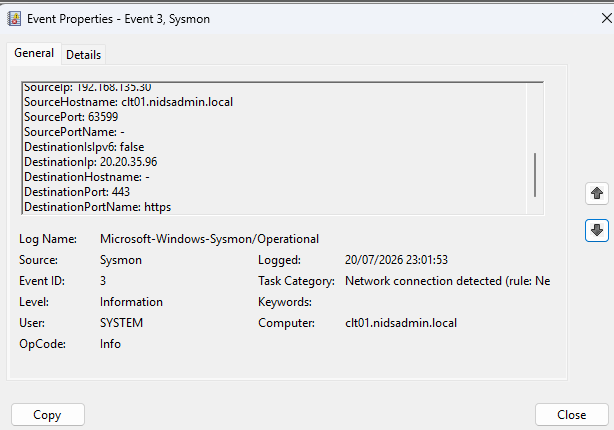 Event Properties - Event 3, Sysmon
General Details
SourceIp: 192.168.135.30
SourceHostname: clt01.nidsadmin.local
SourcePort: 63599
SourcePortName: -
DestinationIsIpv6: false
DestinationIp: 20.20.35.96
DestinationHostname: -
DestinationPort: 443
DestinationPortName: https
Log Name: Microsoft-Windows-Sysmon/Operational
Source: Sysmon Logged: 20/07/2026 23:01:53
Event ID: 3 Task Category: Network connection detected (rule: Ne
Level: Information Keywords:
User: SYSTEM Computer: clt01.nidsadmin.local
OpCode: Info
Copy Close